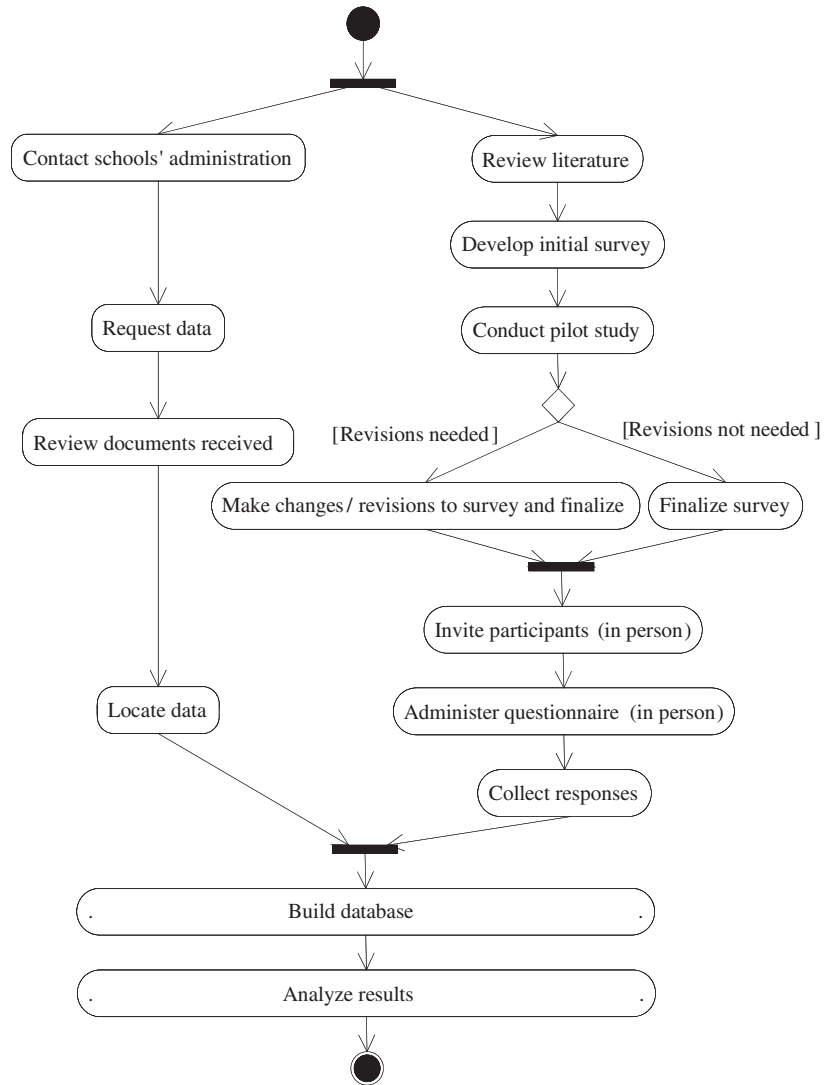 Contact schools' administration
Review literature
Develop initial survey
Request data
Conduct pilot study
[Revisions needed]
[Revisions not needed]
Review documents received
Make changes/ revisions to survey and finalize
Finalize survey
Invite participants (in person)
Locate data
Administer questionnaire (in person)
Collect responses
. Build database .
. Analyze results .